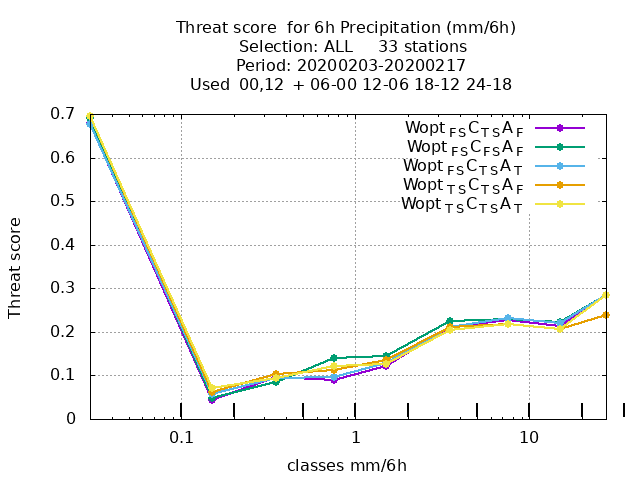 Threat score  for 6h Precipitation (mm/6h)
Selection: ALL     33 stations
Period: 20200203-20200217
Used  00,12  + 06-00 12-06 18-12 24-18
Wopt FS C TS A F
Wopt FS C FS A F
Wopt FS C TS A T
Wopt TS C TS A F
Wopt TS C TS A T
Threat score
0.7
0.6
0.5
0.4
0.3
0.2
0.1
0
0.1
1
10
classes mm/6h